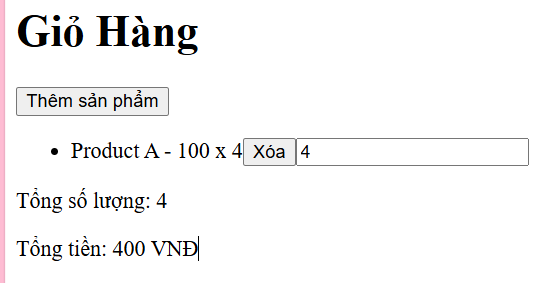 Giỏ Hàng
Thêm sản phẩm
Product A - 100 x 4 Xóa 4
Tổng số lượng: 4
Tổng tiền: 400 VNĐ